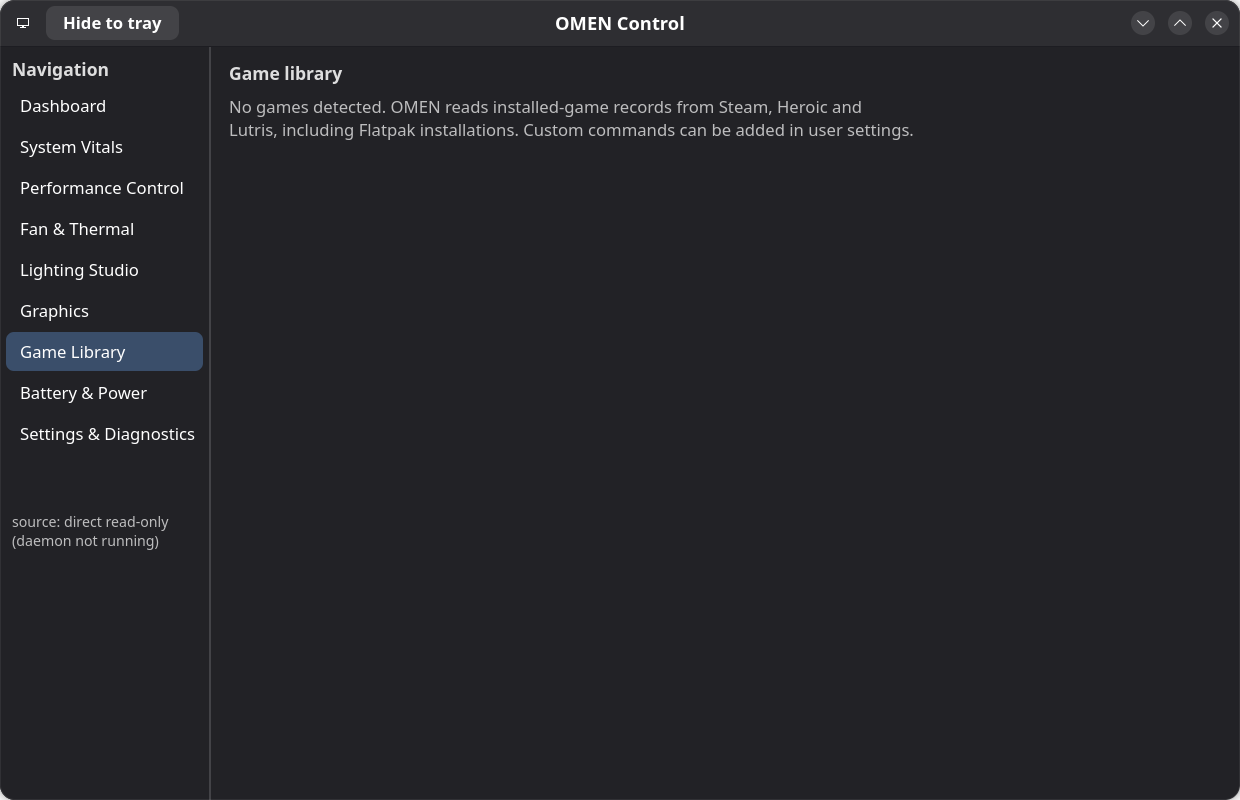 Hide to tray
OMEN Control
Navigation
Dashboard
System Vitals
Performance Control
Fan & Thermal
Lighting Studio
Graphics
Game Library
Battery & Power
Settings & Diagnostics
source: direct read-only
(daemon not running)
Game library
No games detected. OMEN reads installed-game records from Steam, Heroic and
Lutris, including Flatpak installations. Custom commands can be added in user settings.